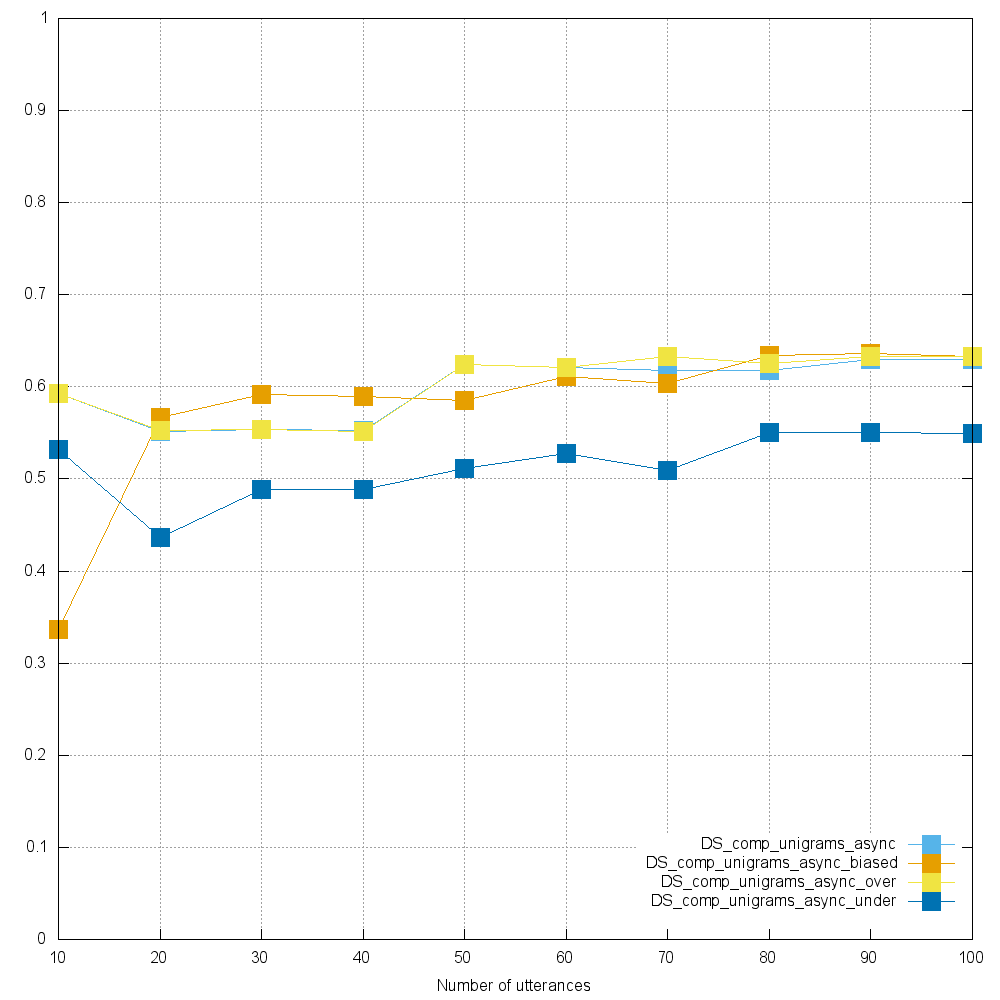 1
0.9
0.8
0.7
0.6
0.5
0.4
0.3
0.2
0.1
0
DS_comp_unigrams_async
DS_comp_unigrams_async_biased
DS_comp_unigrams_async_over
DS_comp_unigrams_async_under
10 20 30 40 50 60 70 80 90 100
Number of utterances